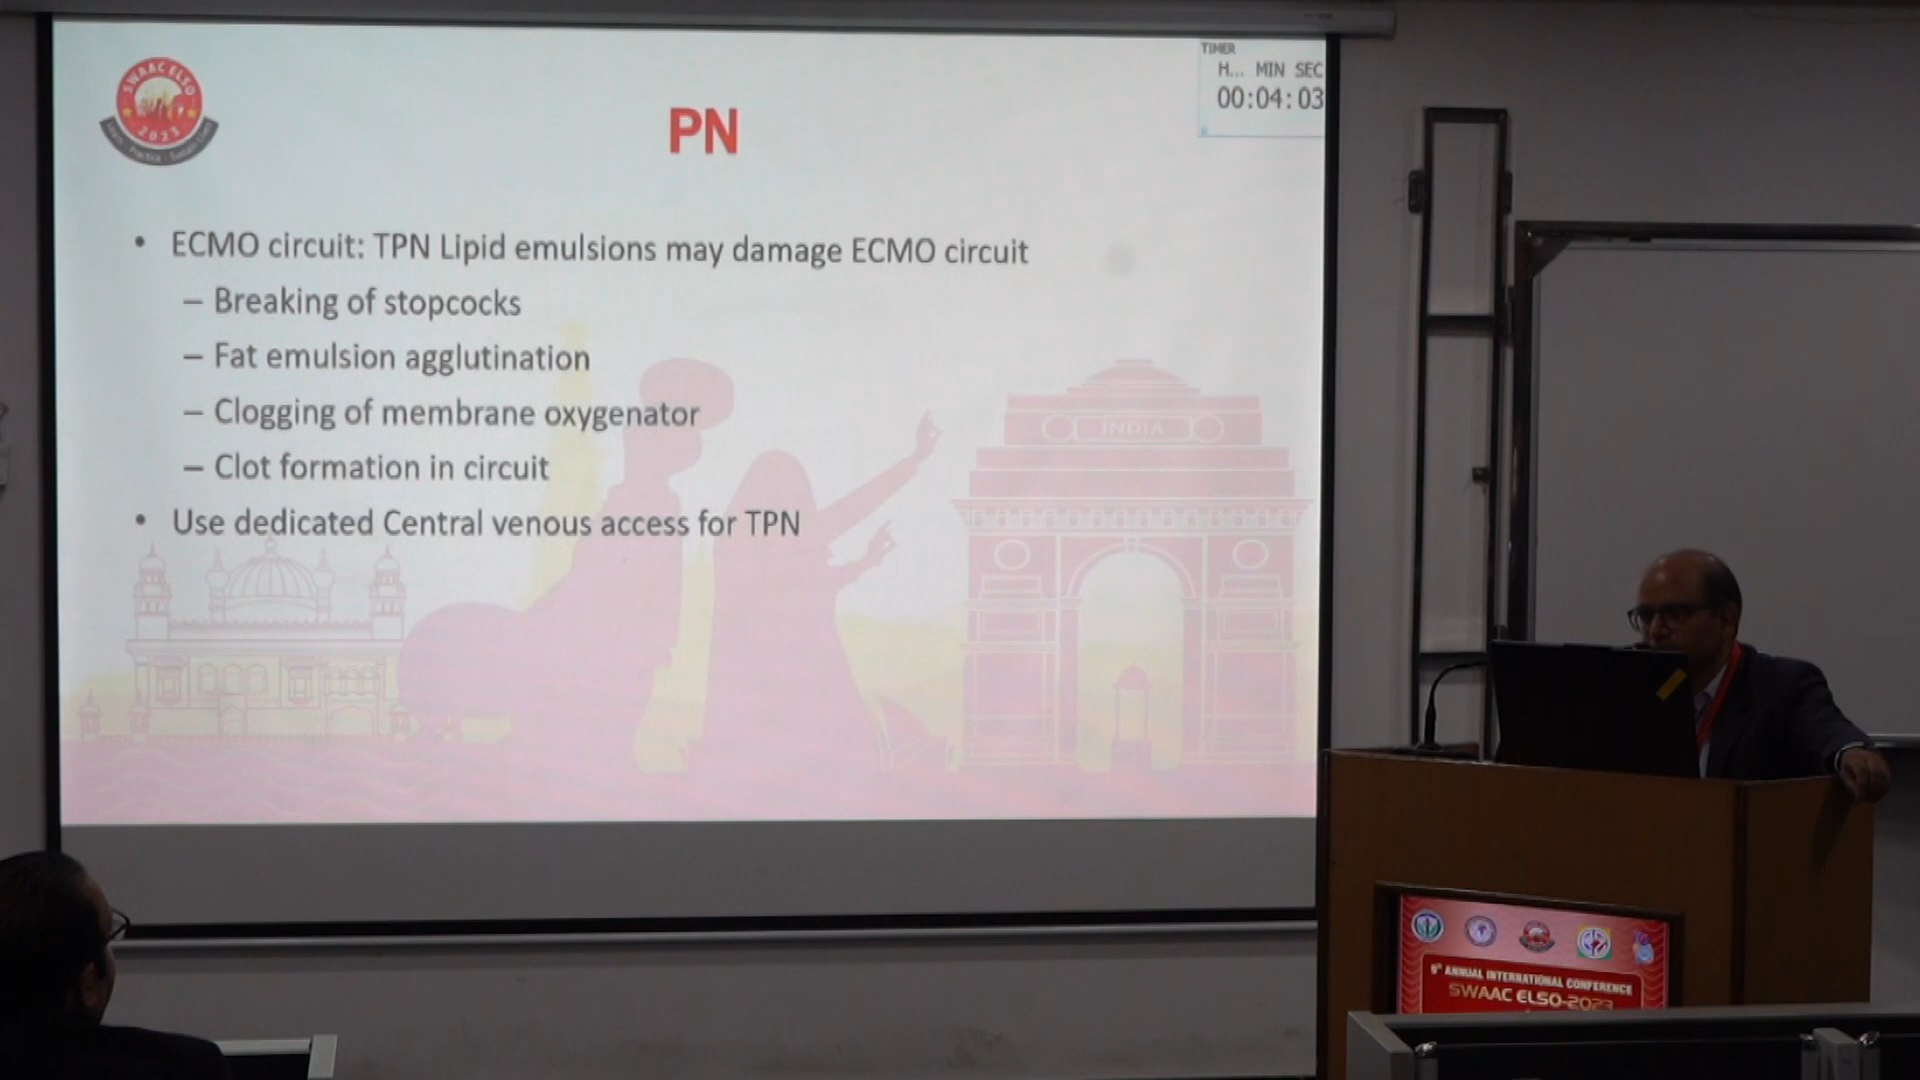 SWAAC ELSO
2023
TIMER
H... MIN SEC
00:04:03
PN
• ECMO circuit: TPN Lipid emulsions may damage ECMO circuit
– Breaking of stopcocks
– Fat emulsion agglutination
– Clogging of membrane oxygenator
– Clot formation in circuit
• Use dedicated Central venous access for TPN
INDIA
ANNUAL INTERNATIONAL CONFERENCE
SWAAC ELSO-2023